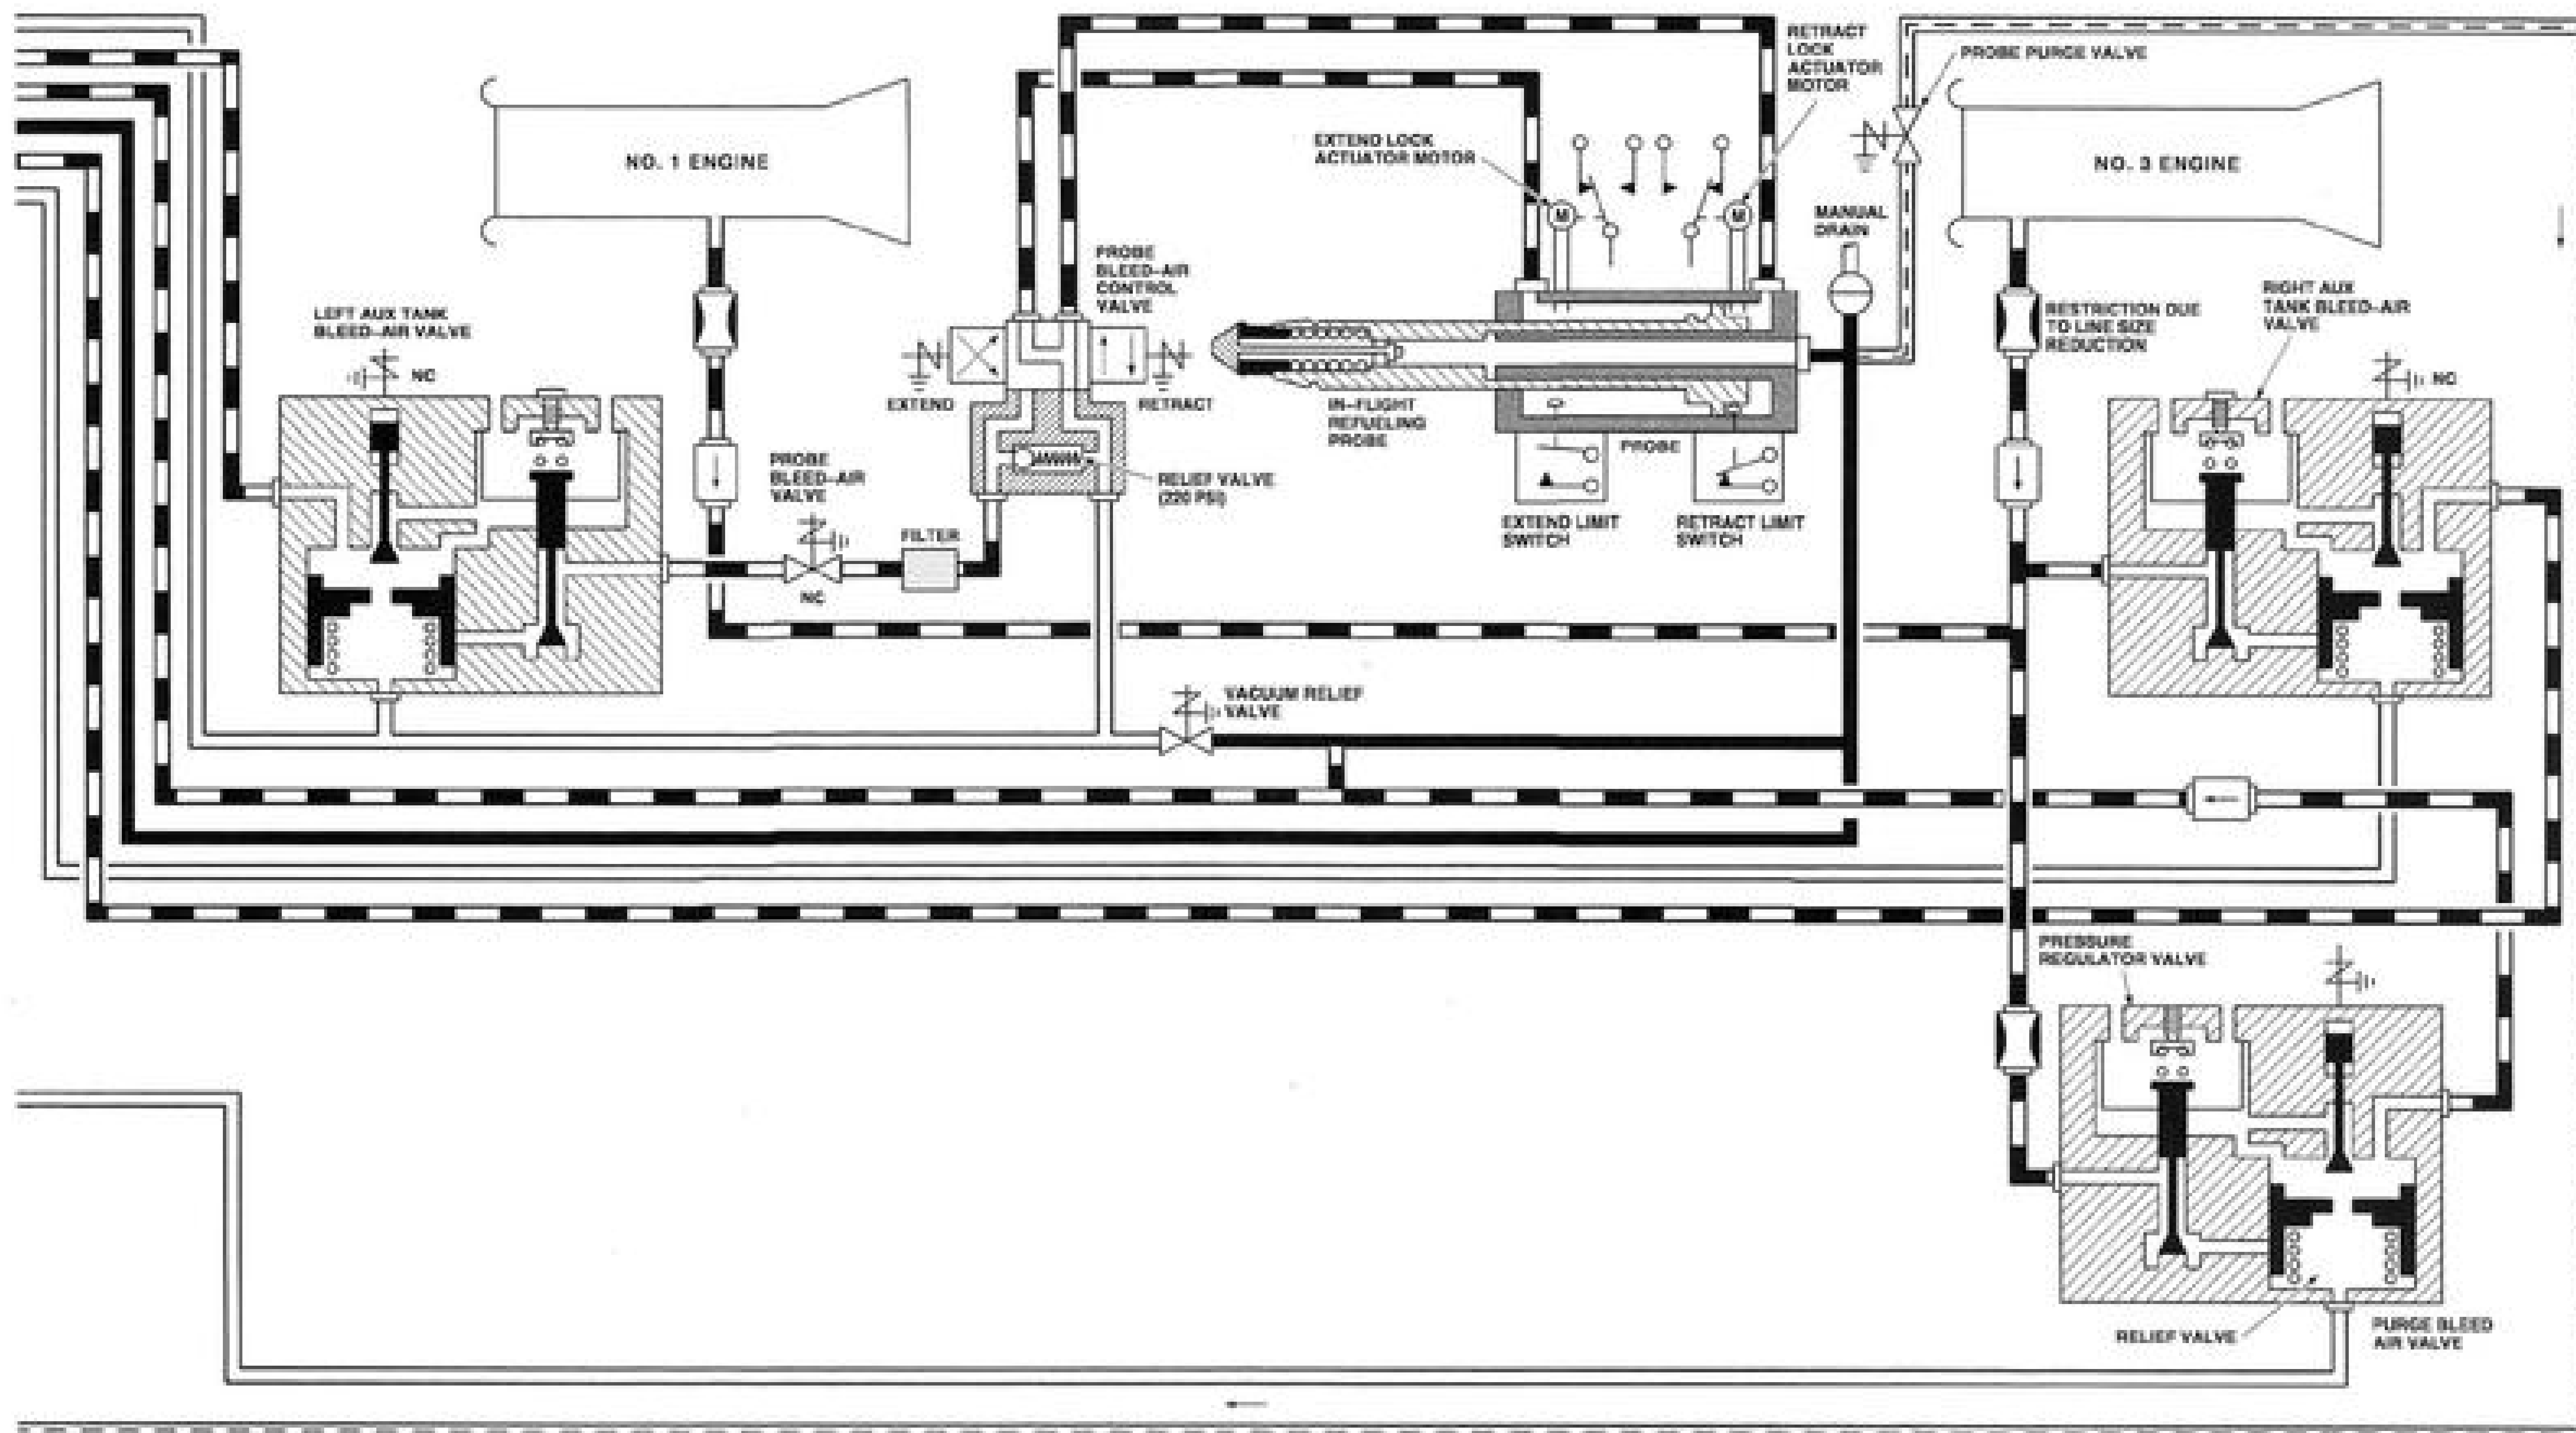 RETRACT
LOCK
ACTUATOR
MOTOR
PROBE PURGE VALVE
NO. 1 ENGINE
EXTEND LOCK
ACTUATOR MOTOR
NO. 3 ENGINE
M
M
MANUAL
DRAIN
PROBE
BLEED-AIR
CONTROL
VALVE
LEFT AUX TANK
BLEED-AIR VALVE
NC
RESTRICTION DUE
TO LINE SIZE
REDUCTION
RIGHT AUX
TANK BLEED-AIR
VALVE
NC
EXTEND
RETRACT
IN-FLIGHT
REFUELING
PROBE
PROBE
PROBE
BLEED-AIR
VALVE
NC
FILTER
RELIEF VALVE
(220 PSI)
EXTEND LIMIT
SWITCH
RETRACT LIMIT
SWITCH
VACUUM RELIEF
VALVE
PRESSURE
REGULATOR VALVE
RELIEF VALVE
PURGE BLEED
AIR VALVE